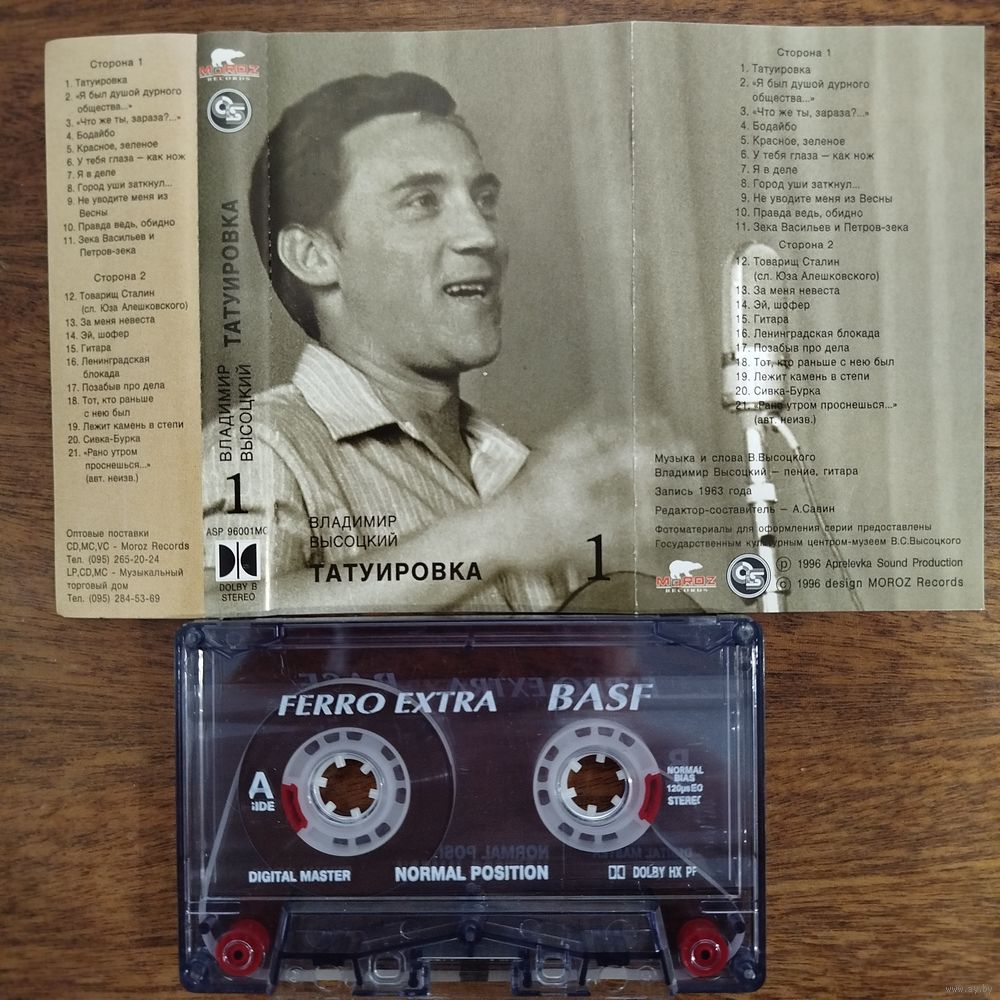 Сторона 1
1. Татуировка
2. «Я был душой дурного
общества...»
3. «Что же ты, зараза?...»
4. Бодайбо
5. Красное, зеленое
6. У тебя глаза – как нож
7. Я в деле
8. Город уши заткнул...
9. Не уводите меня из
Весны
10. Правда ведь, обидно
11. Зека Васильев и
Петров-зека
Сторона 2
12. Товарищ Сталин
(сл. Юза Алешковского)
13. За меня невеста
14. Эй, шофер
15. Гитара
16. Ленинградская
блокада
17. Позабыв про дела
18. Тот, кто раньше
с нею был
19. Лежит камень в степи
20. Сивка-Бурка
21. «Рано утром
проснешься...»
(авт. неизв.)
Оптовые поставки
CD,MC,VC - Moroz Records
Тел. (095) 265-20-24
LP,CD,MC - Музыкальный
торговый дом
Тел. (095) 284-53-69
MOROZ
RECORDS
ВЛАДИМИР
ВЫСОЦКИЙ
ТАТУИРОВКА
1
ASP 96001MC
DOLBY B
STEREO
ВЛАДИМИР
ВЫСОЦКИЙ
ТАТУИРОВКА
1
Сторона 1
1. Татуировка
2. «Я был душой дурного
общества...»
3. «Что же ты, зараза?...»
4. Бодайбо
5. Красное, зеленое
6. У тебя глаза – как нож
7. Я в деле
8. Город уши заткнул...
9. Не уводите меня из Весны
10. Правда ведь, обидно
11. Зека Васильев и Петров-зека
Сторона 2
12. Товарищ Сталин
(сл. Юза Алешковского)
13. За меня невеста
14. Эй, шофер
15. Гитара
16. Ленинградская блокада
17. Позабыв про дела
18. Тот, кто раньше с нею был
19. Лежит камень в степи
20. Сивка-Бурка
21. «Рано утром проснешься...»
(авт. неизв.)
Музыка и слова В.Высоцкого
Владимир Высоцкий – пение, гитара
Запись 1963 года
Редактор-составитель – А.Савин
Фотоматериалы для оформления серии предоставлены
Государственным культурным центром-музеем В.С.Высоцкого
MOROZ
RECORDS
℗ 1996 Aprelevka Sound Production
© 1996 design MOROZ Records
FERRO EXTRA BASF
A
SIDE
NORMAL
BIAS
120µs EQ
STEREO
DIGITAL MASTER
NORMAL POSITION
DOLBY HX PF
www.ay.by